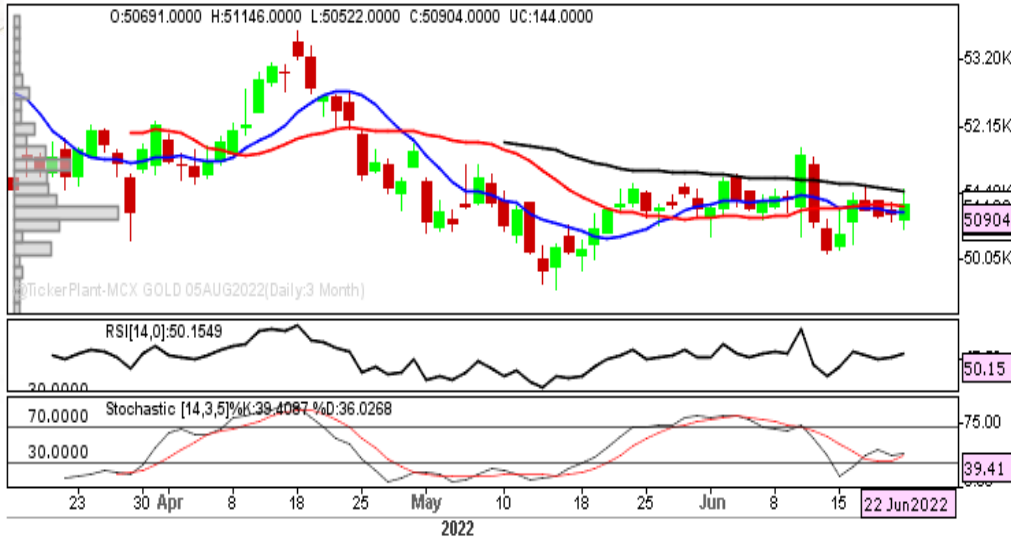 O:50691.0000 H:51146.0000 L:50522.0000 C:50904.0000 UC:144.0000
53.20K
52.15K
50904
50.05K
@TickerPlant-MCX GOLD 05AUG2022(Daily:3 Month)
RSI[14,0]:50.1549
50.15
30.0000
Stochastic [14,3,5]%K:39.4087 %D:36.0268
70.0000
75.00
30.0000
39.41
23 30 Apr 8 18 25 May 10 18 25 Jun 8 15 22 Jun2022
2022